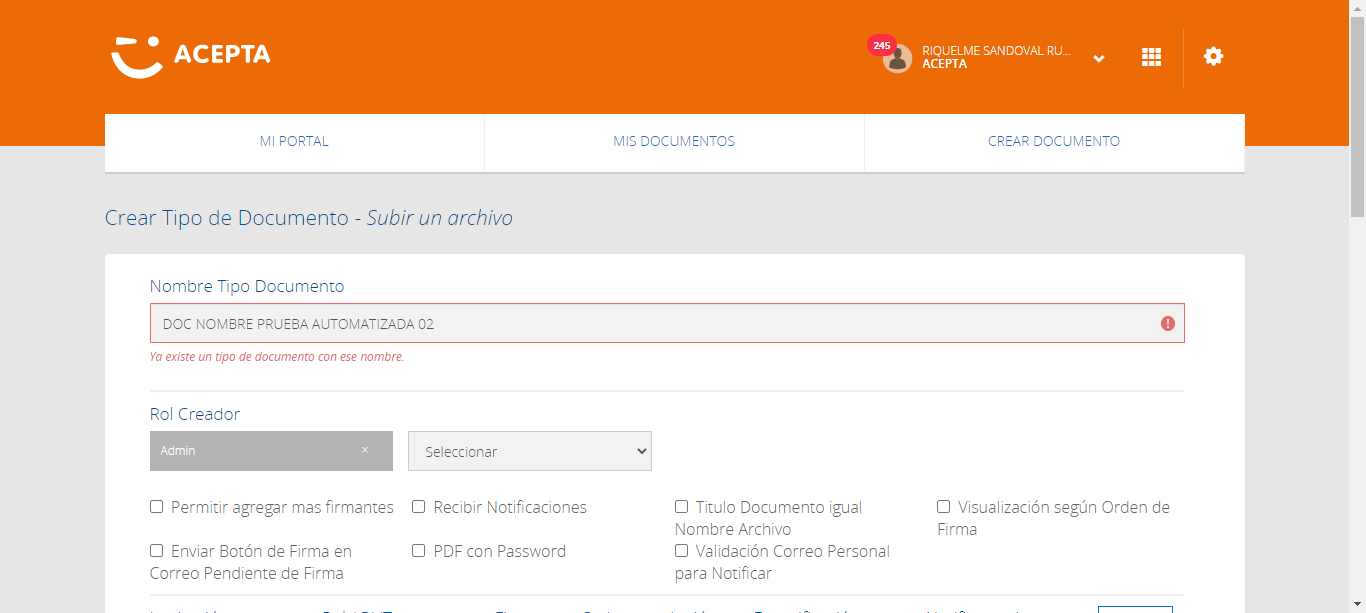 ACEPTA
245
RIQUELME SANDOVAL RU...
ACEPTA
MI PORTAL
MIS DOCUMENTOS
CREAR DOCUMENTO
Crear Tipo de Documento - Subir un archivo
Nombre Tipo Documento
DOC NOMBRE PRUEBA AUTOMATIZADA 02
Ya existe un tipo de documento con ese nombre.
Rol Creador
Admin ×
Seleccionar
Permitir agregar mas firmantes
Recibir Notificaciones
Titulo Documento igual
Nombre Archivo
Visualización según Orden de
Firma
Enviar Botón de Firma en
Correo Pendiente de Firma
PDF con Password
Validación Correo Personal
para Notificar